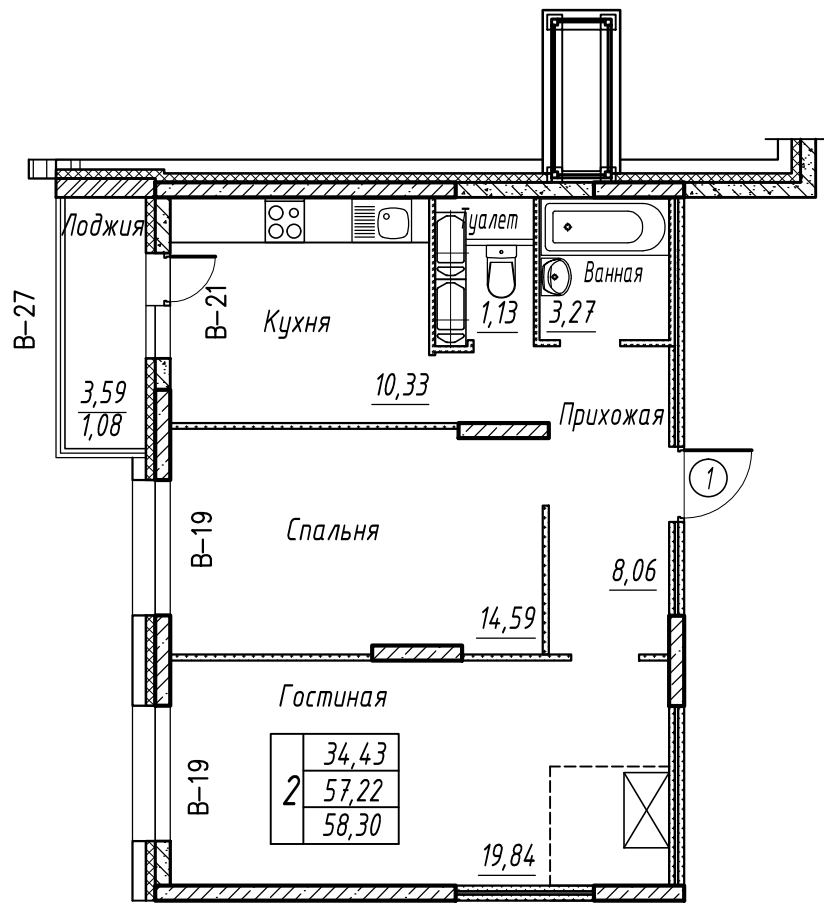 Лоджия
Туалет
Ванная
В-27
В-21
Кухня
1,13
3,27
3,59
1,08
10,33
Прихожая
1
В-19
Спальня
8,06
14,59
Гостиная
В-19
2
34,43
57,22
58,30
19,84